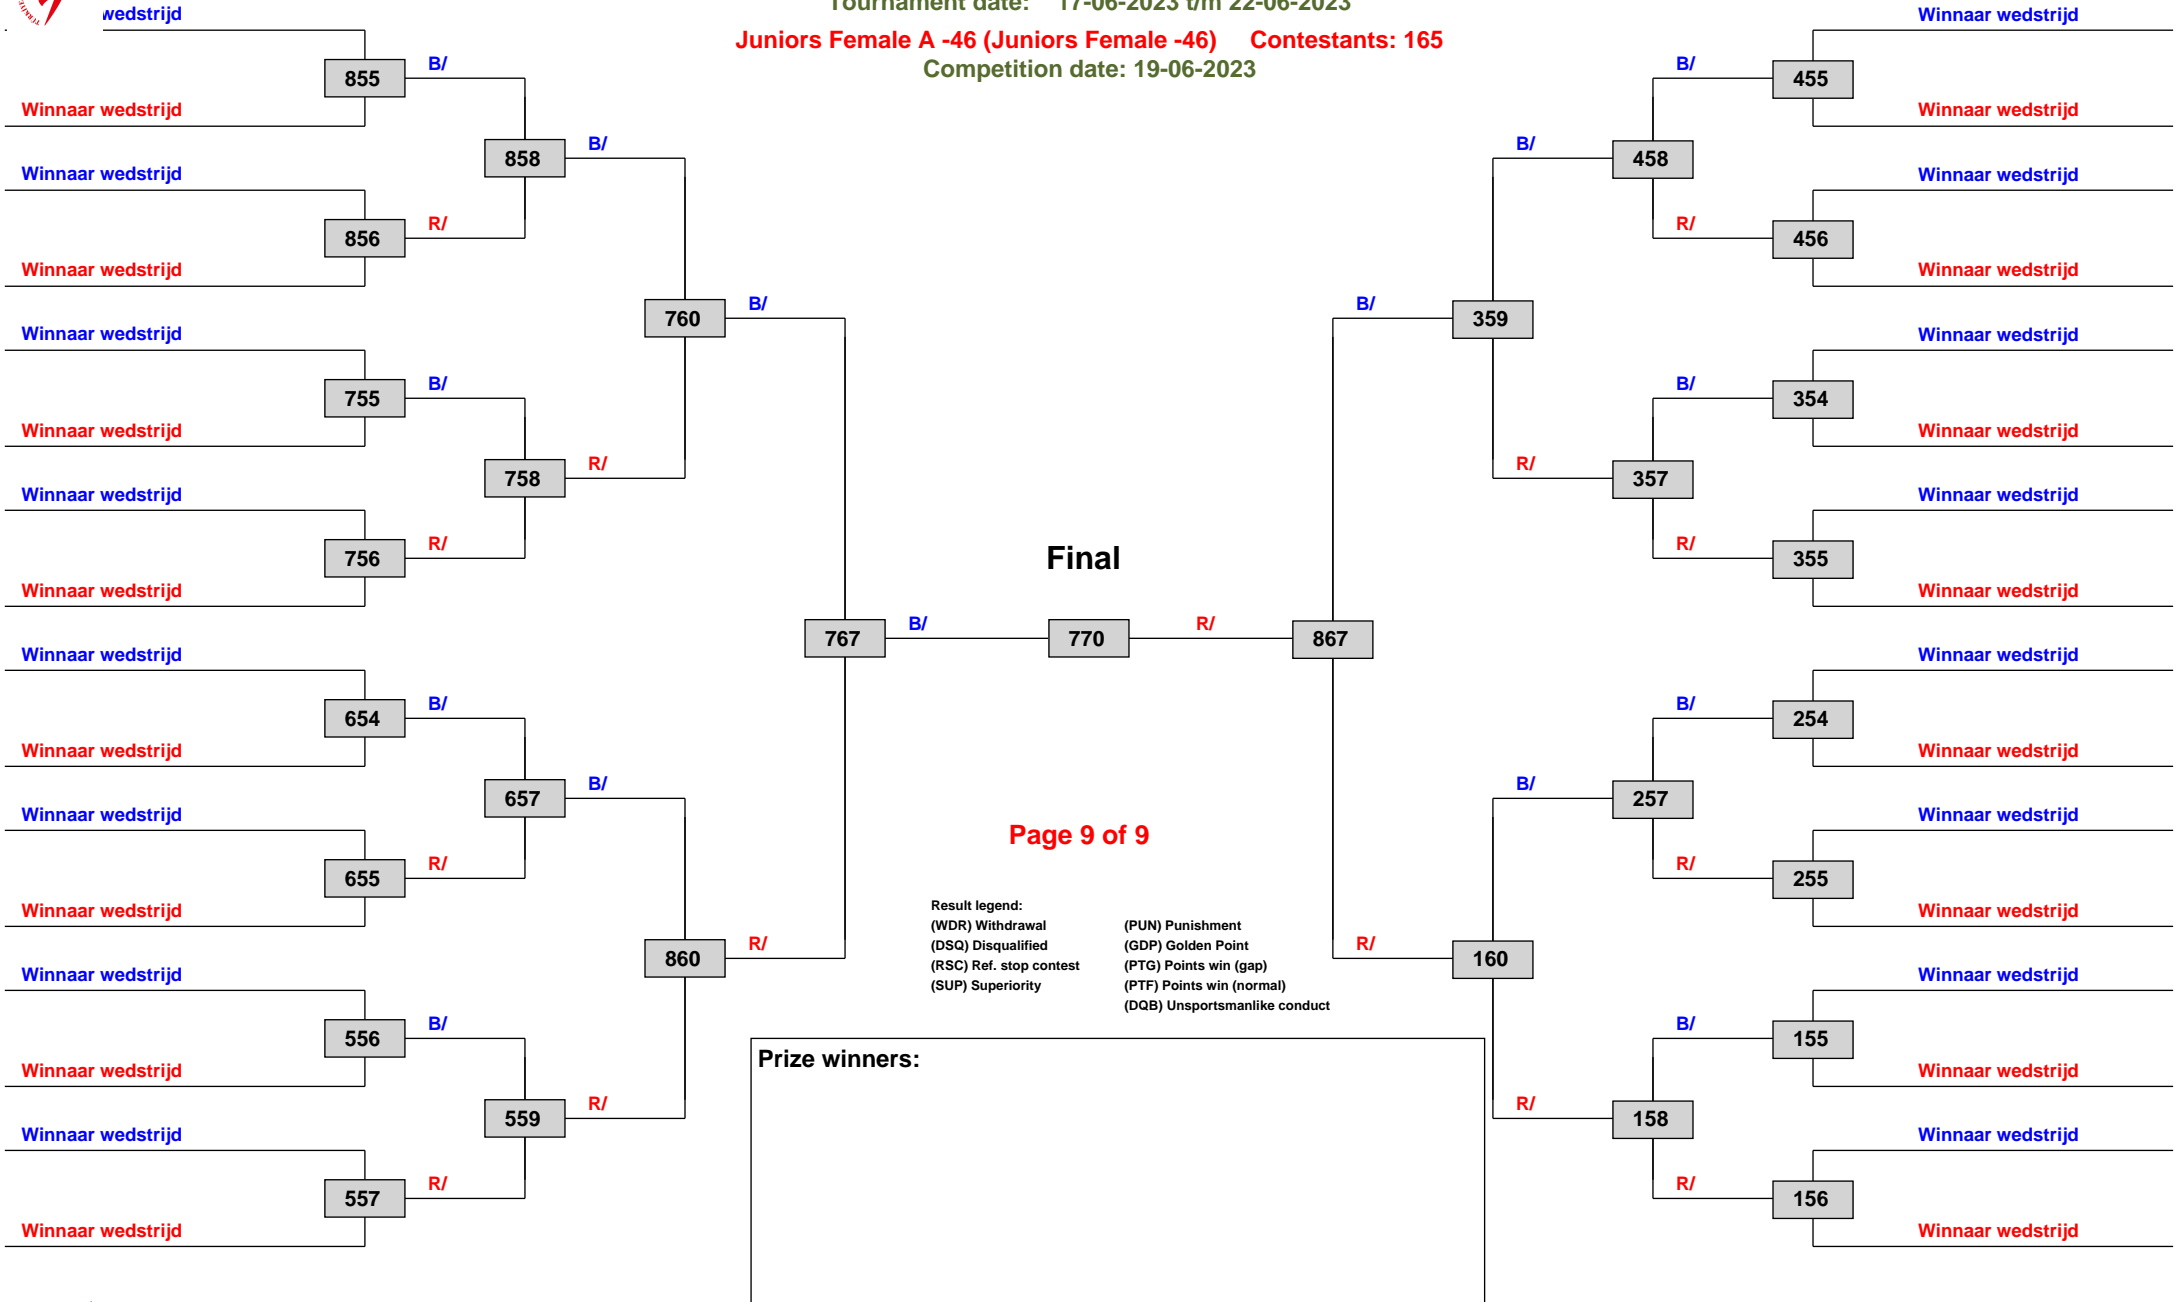 Tournament date: 17-06-2023 t/m 22-06-2023
Juniors Female A -46 (Juniors Female -46) Contestants: 165
Competition date: 19-06-2023
wedstrijd
855
B/
Winnaar wedstrijd
858
B/
Winnaar wedstrijd
856
R/
Winnaar wedstrijd
760
B/
Winnaar wedstrijd
755
B/
Winnaar wedstrijd
758
R/
Winnaar wedstrijd
756
R/
Winnaar wedstrijd
767
B/
Winnaar wedstrijd
654
B/
Winnaar wedstrijd
657
B/
Winnaar wedstrijd
655
R/
Winnaar wedstrijd
860
R/
Winnaar wedstrijd
556
B/
Winnaar wedstrijd
559
R/
Winnaar wedstrijd
557
R/
Winnaar wedstrijd
Final
770
R/
867
Page 9 of 9
Result legend:
(WDR) Withdrawal (PUN) Punishment
(DSQ) Disqualified (GDP) Golden Point
(RSC) Ref. stop contest (PTG) Points win (gap)
(SUP) Superiority (PTF) Points win (normal)
(DQB) Unsportsmanlike conduct
Prize winners:
Winnaar wedstrijd
B/
455
Winnaar wedstrijd
B/
458
Winnaar wedstrijd
R/
456
Winnaar wedstrijd
B/
359
Winnaar wedstrijd
B/
354
Winnaar wedstrijd
R/
357
Winnaar wedstrijd
R/
355
Winnaar wedstrijd
Winnaar wedstrijd
B/
254
Winnaar wedstrijd
B/
257
Winnaar wedstrijd
R/
255
Winnaar wedstrijd
R/
160
Winnaar wedstrijd
B/
155
Winnaar wedstrijd
R/
158
Winnaar wedstrijd
R/
156
Winnaar wedstrijd